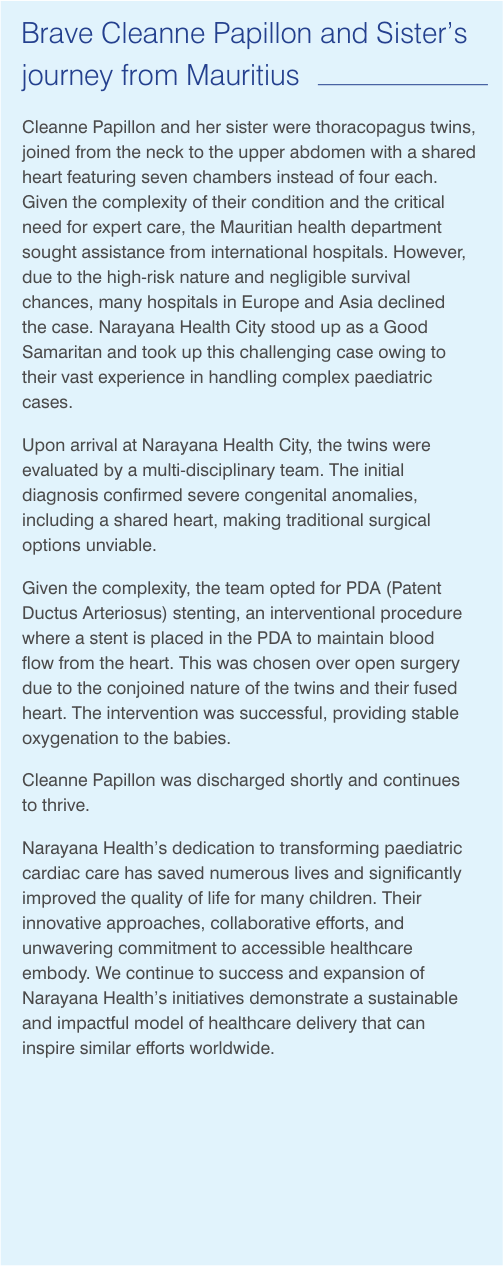 Brave Cleanne Papillon and Sister’s
journey from Mauritius
Cleanne Papillon and her sister were thoracopagus twins,
joined from the neck to the upper abdomen with a shared
heart featuring seven chambers instead of four each.
Given the complexity of their condition and the critical
need for expert care, the Mauritian health department
sought assistance from international hospitals. However,
due to the high-risk nature and negligible survival
chances, many hospitals in Europe and Asia declined
the case. Narayana Health City stood up as a Good
Samaritan and took up this challenging case owing to
their vast experience in handling complex paediatric
cases.
Upon arrival at Narayana Health City, the twins were
evaluated by a multi-disciplinary team. The initial
diagnosis confirmed severe congenital anomalies,
including a shared heart, making traditional surgical
options unviable.
Given the complexity, the team opted for PDA (Patent
Ductus Arteriosus) stenting, an interventional procedure
where a stent is placed in the PDA to maintain blood
flow from the heart. This was chosen over open surgery
due to the conjoined nature of the twins and their fused
heart. The intervention was successful, providing stable
oxygenation to the babies.
Cleanne Papillon was discharged shortly and continues
to thrive.
Narayana Health’s dedication to transforming paediatric
cardiac care has saved numerous lives and significantly
improved the quality of life for many children. Their
innovative approaches, collaborative efforts, and
unwavering commitment to accessible healthcare
embody. We continue to success and expansion of
Narayana Health’s initiatives demonstrate a sustainable
and impactful model of healthcare delivery that can
inspire similar efforts worldwide.